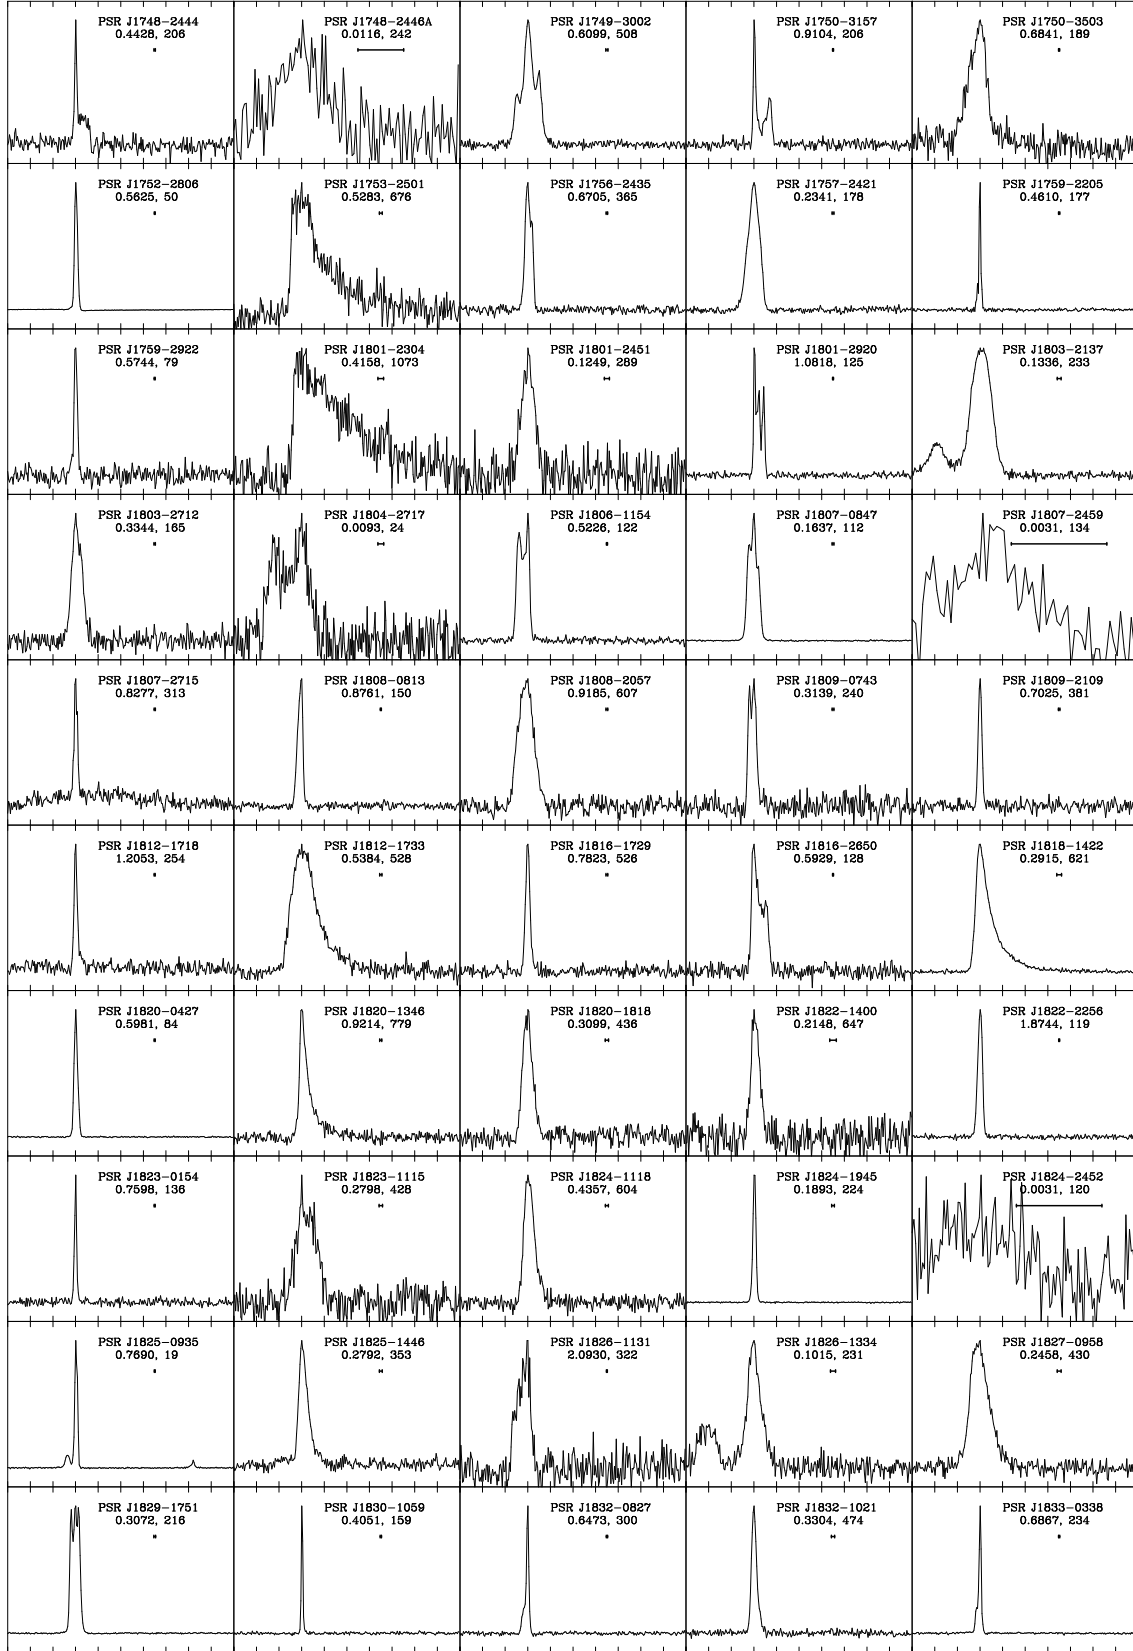 PSR J1748-2444
0.4428, 206
PSR J1748-2446A
0.0116, 242
PSR J1749-3002
0.6099, 508
PSR J1750-3157
0.9104, 206
PSR J1750-3503
0.6841, 189
PSR J1752-2806
0.5625, 50
PSR J1753-2501
0.5283, 676
PSR J1756-2435
0.6705, 365
PSR J1757-2421
0.2341, 178
PSR J1759-2205
0.4610, 177
PSR J1759-2922
0.5744, 79
PSR J1801-2304
0.4158, 1073
PSR J1801-2451
0.1249, 289
PSR J1801-2920
1.0818, 125
PSR J1803-2137
0.1336, 233
PSR J1803-2712
0.3344, 165
PSR J1804-2717
0.0093, 24
PSR J1806-1154
0.5226, 122
PSR J1807-0847
0.1637, 112
PSR J1807-2459
0.0031, 134
PSR J1807-2715
0.8277, 313
PSR J1808-0813
0.8761, 150
PSR J1808-2057
0.9185, 607
PSR J1809-0743
0.3139, 240
PSR J1809-2109
0.7025, 381
PSR J1812-1718
1.2053, 254
PSR J1812-1733
0.5384, 528
PSR J1816-1729
0.7823, 526
PSR J1816-2650
0.5929, 128
PSR J1818-1422
0.2915, 621
PSR J1820-0427
0.5981, 84
PSR J1820-1346
0.9214, 779
PSR J1820-1818
0.3099, 436
PSR J1822-1400
0.2148, 647
PSR J1822-2256
1.8744, 119
PSR J1823-0154
0.7598, 136
PSR J1823-1115
0.2798, 428
PSR J1824-1118
0.4357, 604
PSR J1824-1945
0.1893, 224
PSR J1824-2452
0.0031, 120
PSR J1825-0935
0.7690, 19
PSR J1825-1446
0.2792, 353
PSR J1826-1131
2.0930, 322
PSR J1826-1334
0.1015, 231
PSR J1827-0958
0.2458, 430
PSR J1829-1751
0.3072, 216
PSR J1830-1059
0.4051, 159
PSR J1832-0827
0.6473, 300
PSR J1832-1021
0.3304, 474
PSR J1833-0338
0.6867, 234